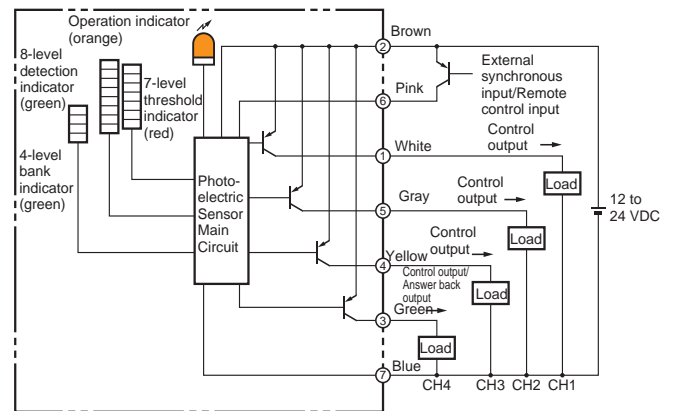 Operation indicator
(orange)
8-level
detection
indicator
(green)
7-level
threshold
indicator
(red)
4-level
bank
indicator
(green)
Photo-
electric
Sensor
Main
Circuit
2
Brown
External
synchronous
input/Remote
control input
6
Pink
1
White
Control
output
Load
5
Gray
Control
output
Load
12 to
24 VDC
4
Yellow
Control
output
Load
Control output/
Answer back
output
3
Green
Load
7
Blue
CH4
CH3
CH2
CH1